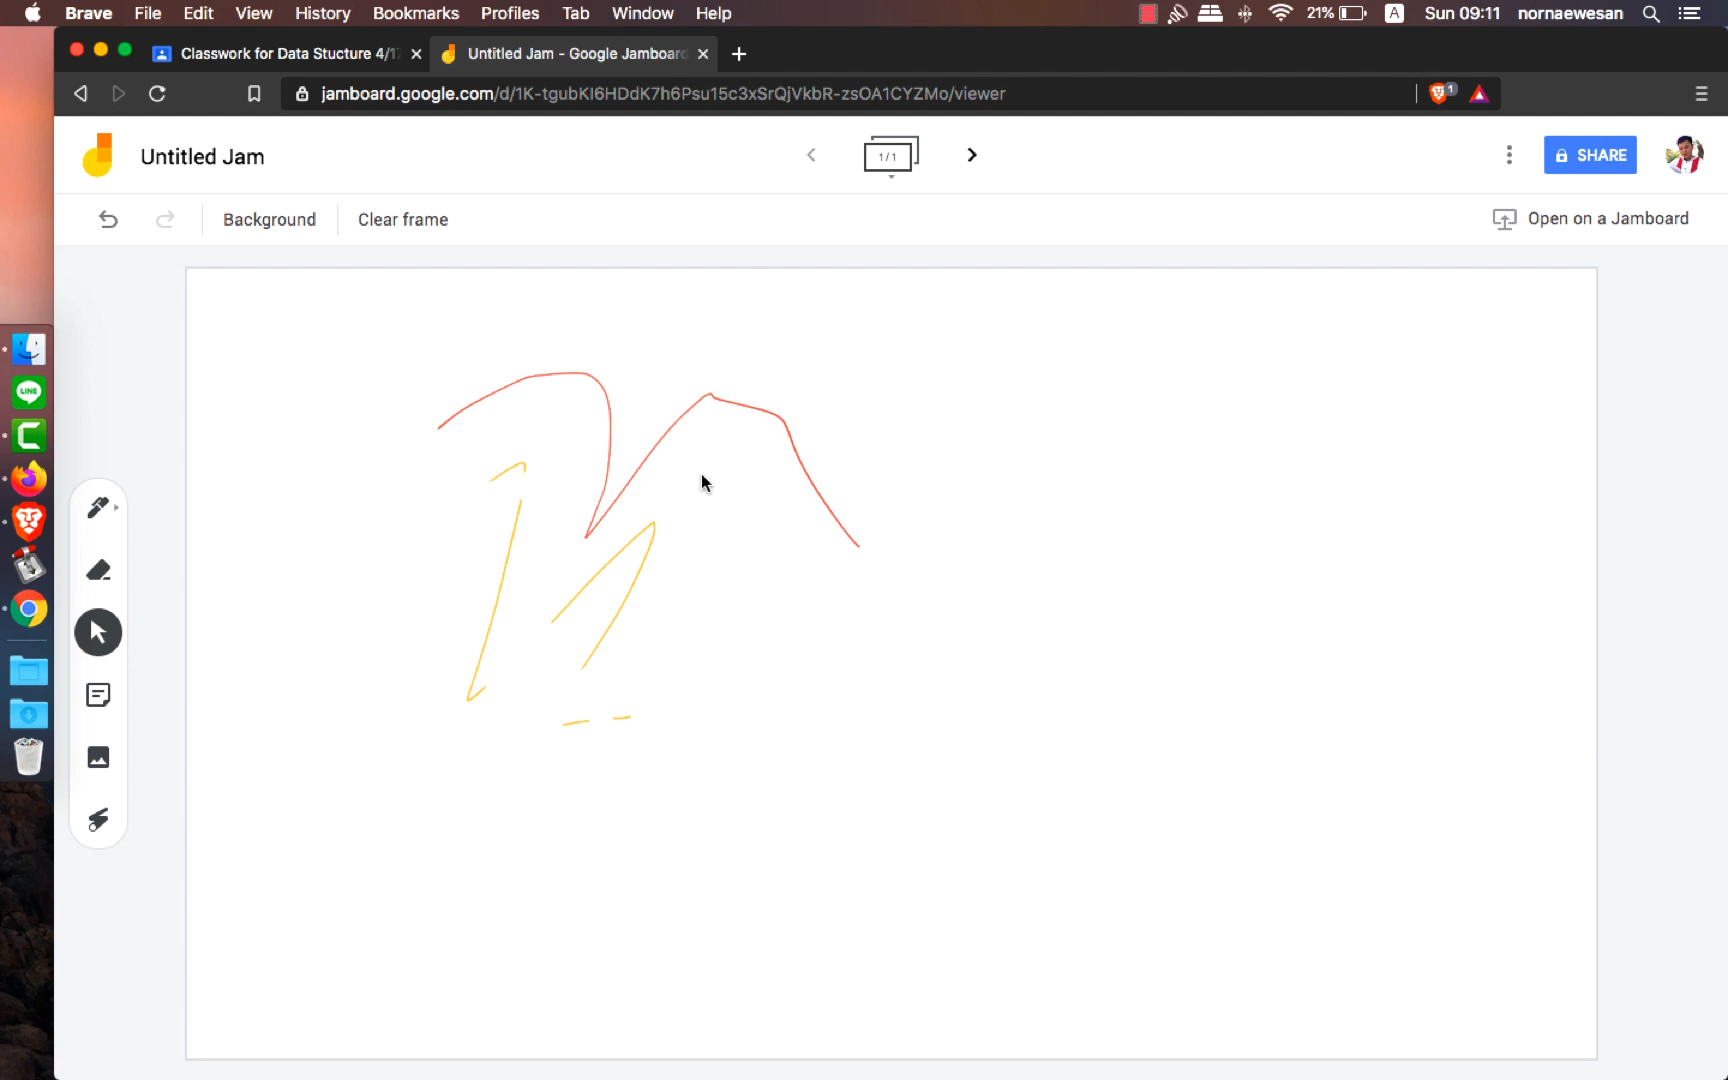 Brave File Edit View History Bookmarks Profiles Tab Window Help 21% A Sun 09:11 nornaewesan
Classwork for Data Stucture 4/1 Untitled Jam - Google Jamboard
jamboard.google.com/d/1K-tgubKI6HDdK7h6Psu15c3xSrQjVkbR-zsOA1CYZMo/viewer 1
Untitled Jam 1/1 SHARE
Background Clear frame Open on a Jamboard
LINE